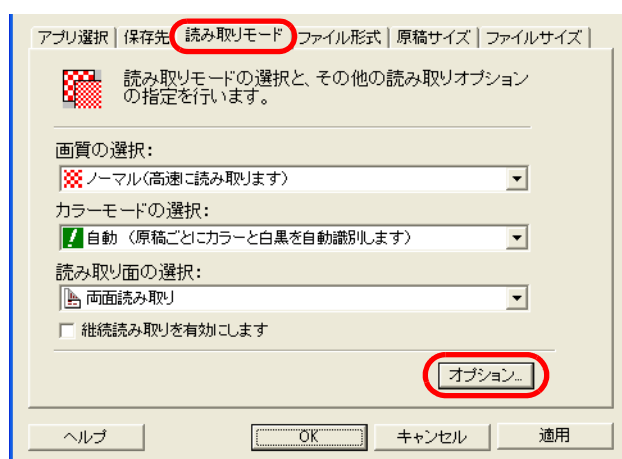 アプリ選択 保存先 読み取りモード ファイル形式 原稿サイズ ファイルサイズ
読み取りモードの選択と、その他の読み取りオプション
の指定を行います。
画質の選択:
ノーマル(高速に読み取ります)
カラーモードの選択:
自動 (原稿ごとにカラーと白黒を自動識別します)
読み取り面の選択:
両面読み取り
継続読み取りを有効にします
オプション...
ヘルプ OK キャンセル 適用